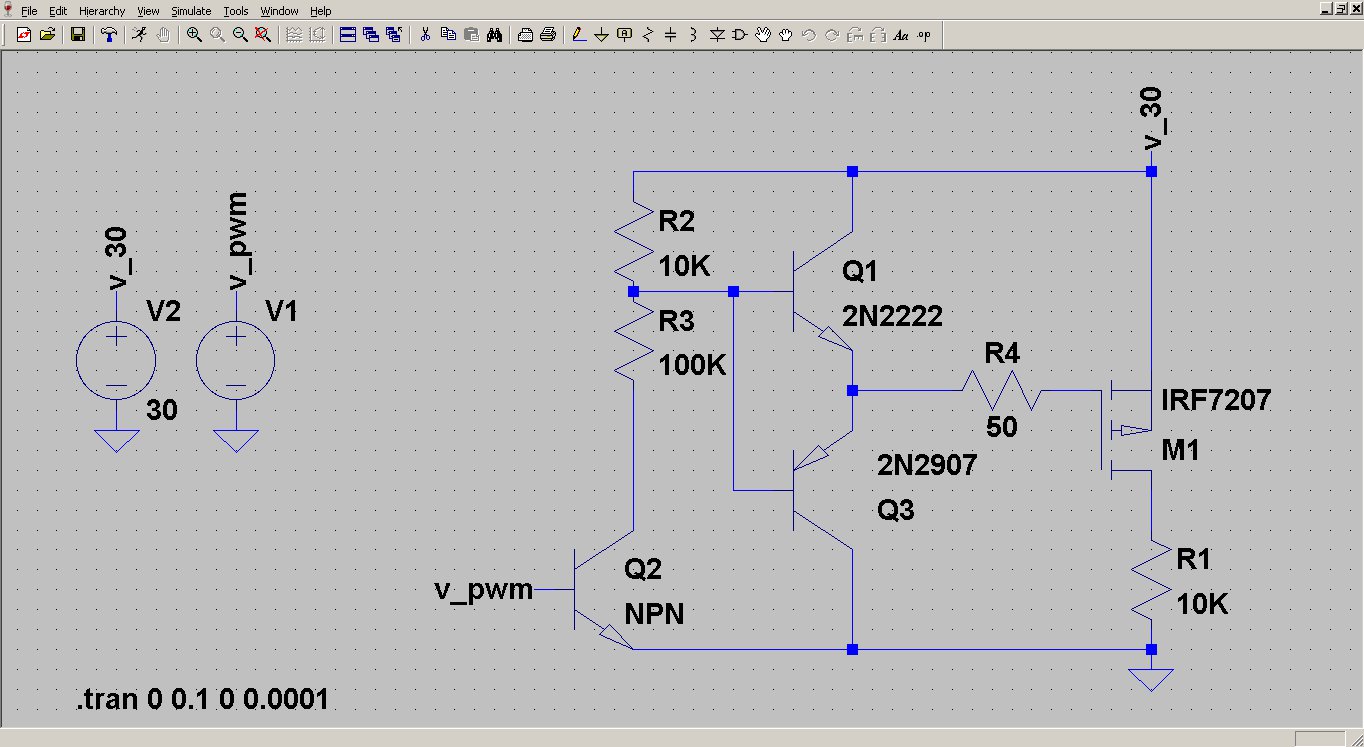 File Edit Hierarchy View Simulate Tools Window Help
Aa .op
v_30
v_pwm
v_30
V2
V1
30
R2
10K
R3
100K
Q1
2N2222
R4
50
IRF7207
M1
2N2907
Q3
Q2
NPN
v_pwm
R1
10K
.tran 0 0.1 0 0.0001